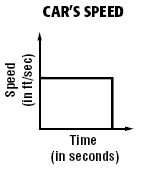 CAR'S SPEED
Speed
(in ft/sec)
Time
(in seconds)